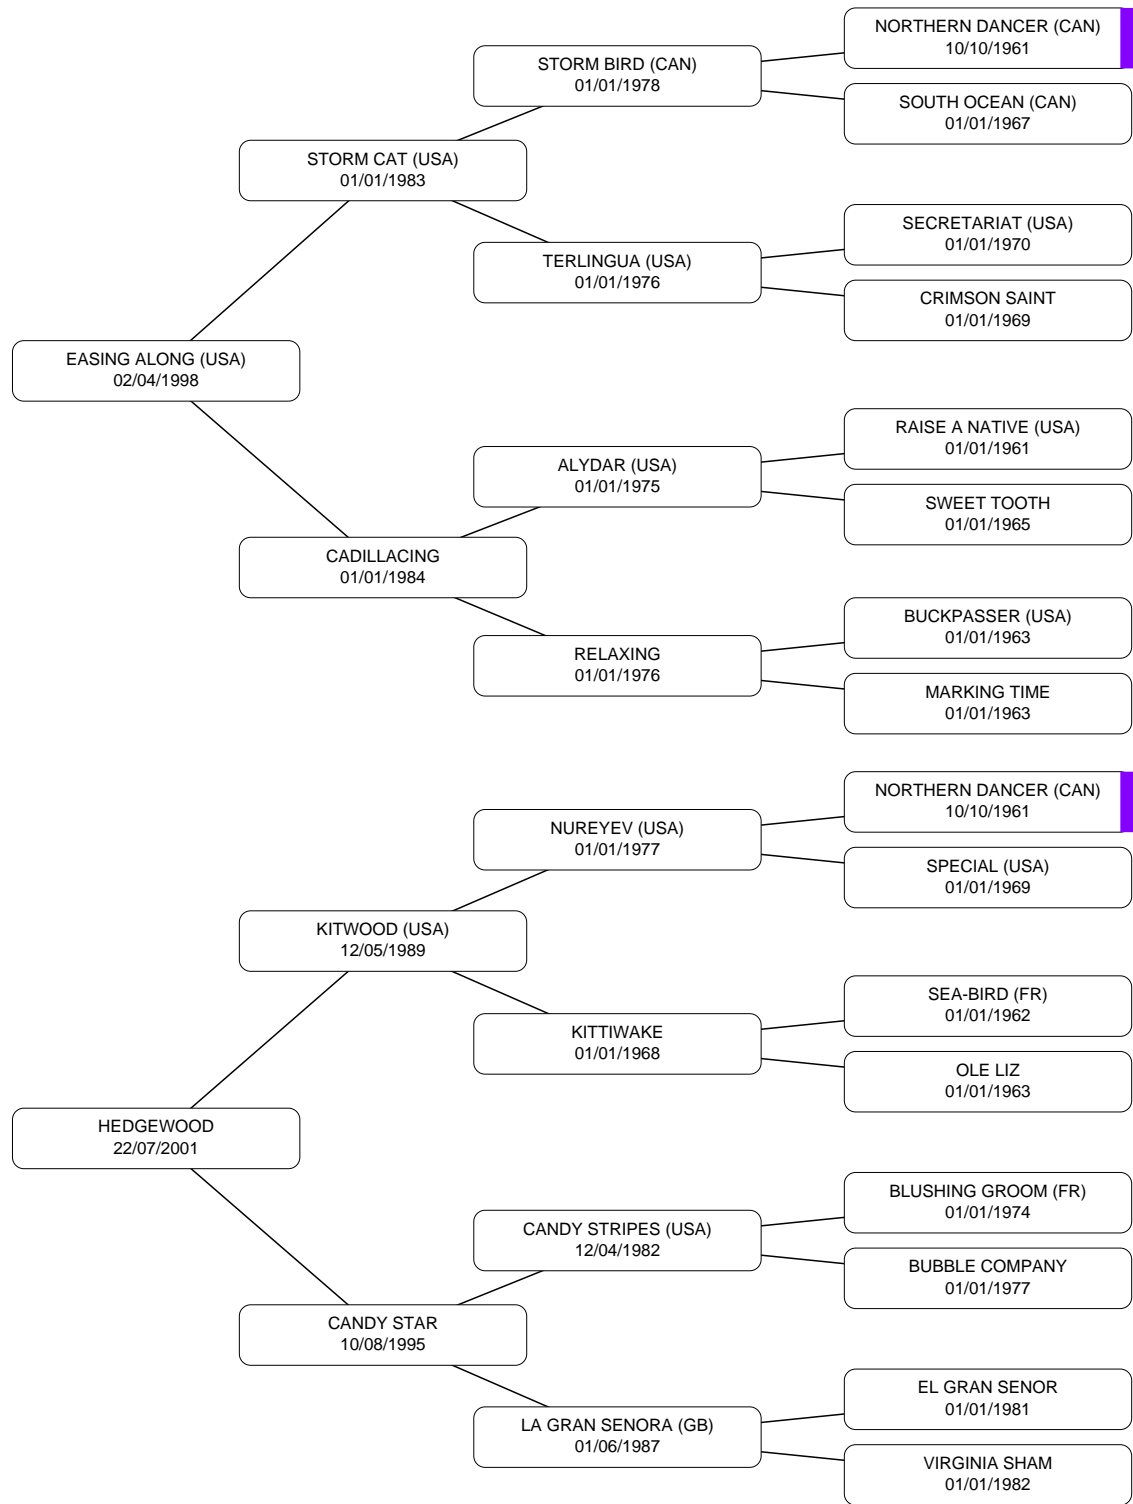 NORTHERN DANCER (CAN)
10/10/1961
STORM BIRD (CAN)
01/01/1978
SOUTH OCEAN (CAN)
01/01/1967
STORM CAT (USA)
01/01/1983
SECRETARIAT (USA)
01/01/1970
TERLINGUA (USA)
01/01/1976
CRIMSON SAINT
01/01/1969
EASING ALONG (USA)
02/04/1998
RAISE A NATIVE (USA)
01/01/1961
ALYDAR (USA)
01/01/1975
SWEET TOOTH
01/01/1965
CADILLACING
01/01/1984
BUCKPASSER (USA)
01/01/1963
RELAXING
01/01/1976
MARKING TIME
01/01/1963
NORTHERN DANCER (CAN)
10/10/1961
NUREYEV (USA)
01/01/1977
SPECIAL (USA)
01/01/1969
KITWOOD (USA)
12/05/1989
SEA-BIRD (FR)
01/01/1962
KITTIWAKE
01/01/1968
OLE LIZ
01/01/1963
HEDGEWOOD
22/07/2001
BLUSHING GROOM (FR)
01/01/1974
CANDY STRIPES (USA)
12/04/1982
BUBBLE COMPANY
01/01/1977
CANDY STAR
10/08/1995
EL GRAN SENOR
01/01/1981
LA GRAN SENORA (GB)
01/06/1987
VIRGINIA SHAM
01/01/1982